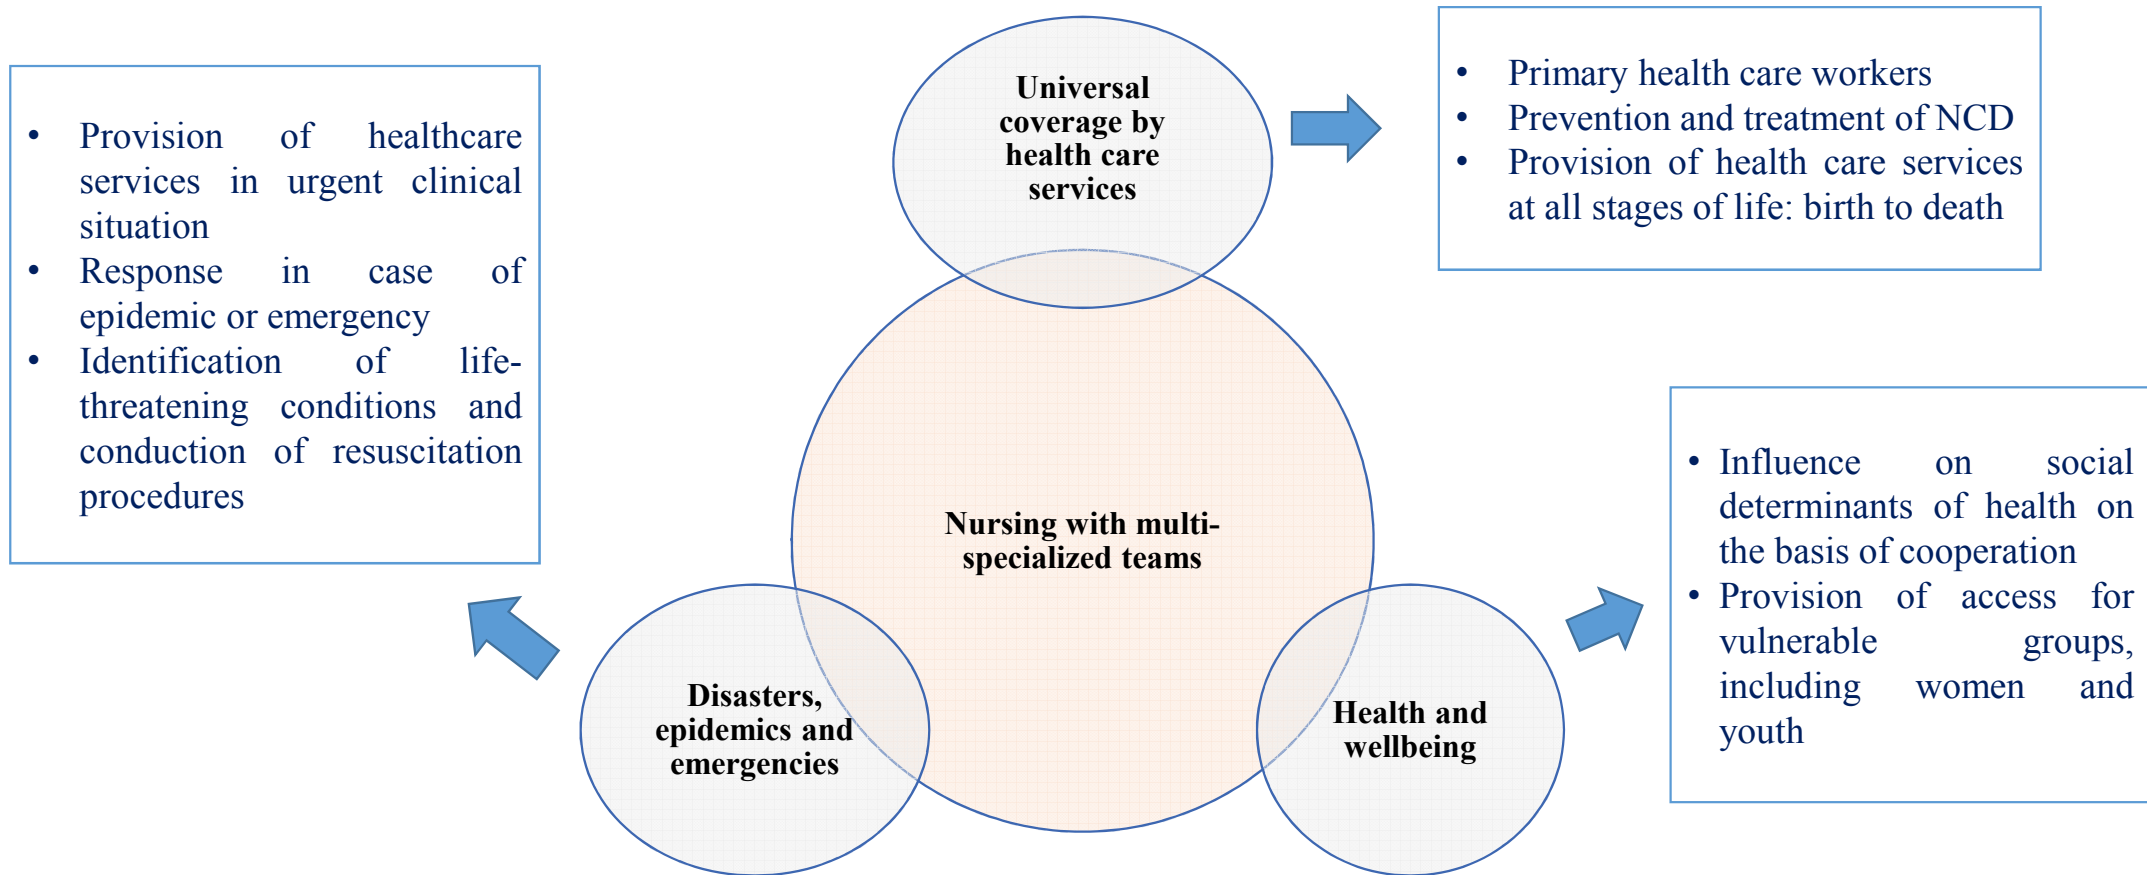 Universal
coverage by
health care
services
• Primary health care workers
• Prevention and treatment of NCD
• Provision of health care services
at all stages of life: birth to death
• Provision of healthcare
services in urgent clinical
situation
• Response in case of
epidemic or emergency
• Identification of life-
threatening conditions and
conduction of resuscitation
procedures
Nursing with multi-
specialized teams
Disasters,
epidemics and
emergencies
Health and
wellbeing
• Influence on social
determinants of health on
the basis of cooperation
• Provision of access for
vulnerable groups,
including women and
youth